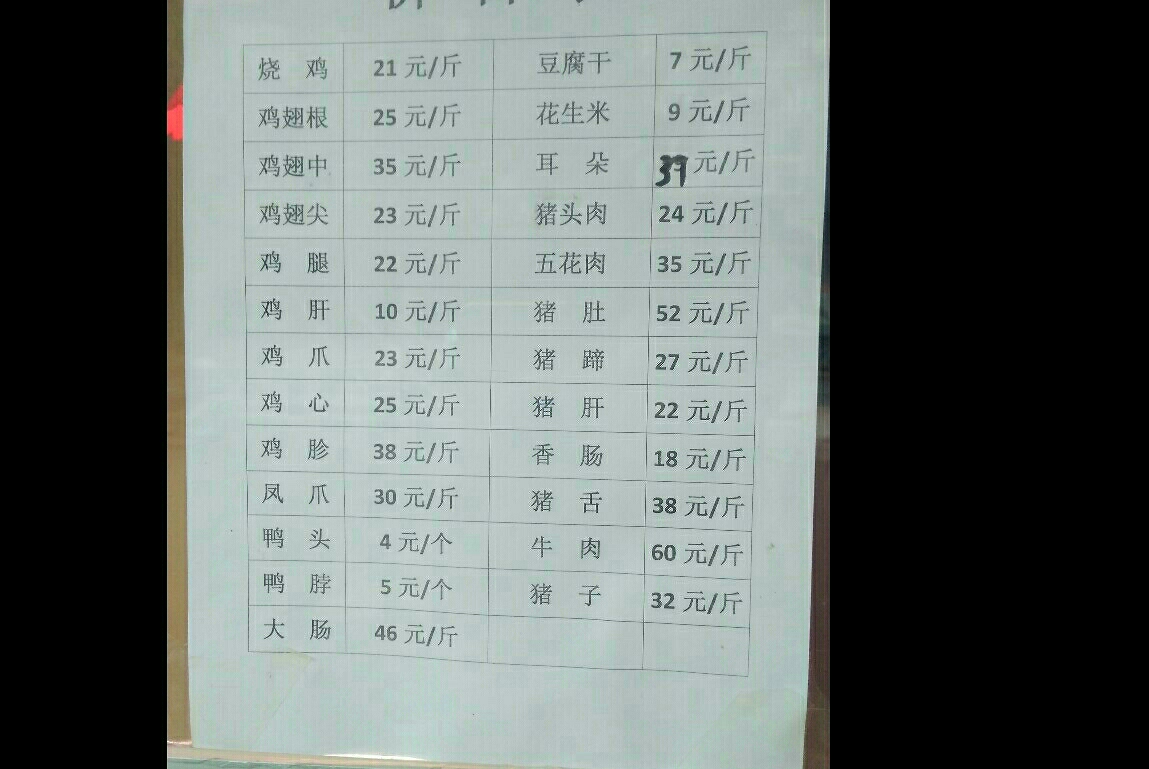 烧 鸡 21 元/斤 豆腐干 7 元/斤
鸡翅根 25 元/斤 花生米 9 元/斤
鸡翅中 35 元/斤 耳 朵 37 元/斤
鸡翅尖 23 元/斤 猪头肉 24 元/斤
鸡 腿 22 元/斤 五花肉 35 元/斤
鸡 肝 10 元/斤 猪 肚 52 元/斤
鸡 爪 23 元/斤 猪 蹄 27 元/斤
鸡 心 25 元/斤 猪 肝 22 元/斤
鸡 胗 38 元/斤 香 肠 18 元/斤
凤 爪 30 元/斤 猪 舌 38 元/斤
鸭 头 4 元/个 牛 肉 60 元/斤
鸭 脖 5 元/个 猪 子 32 元/斤
大 肠 46 元/斤